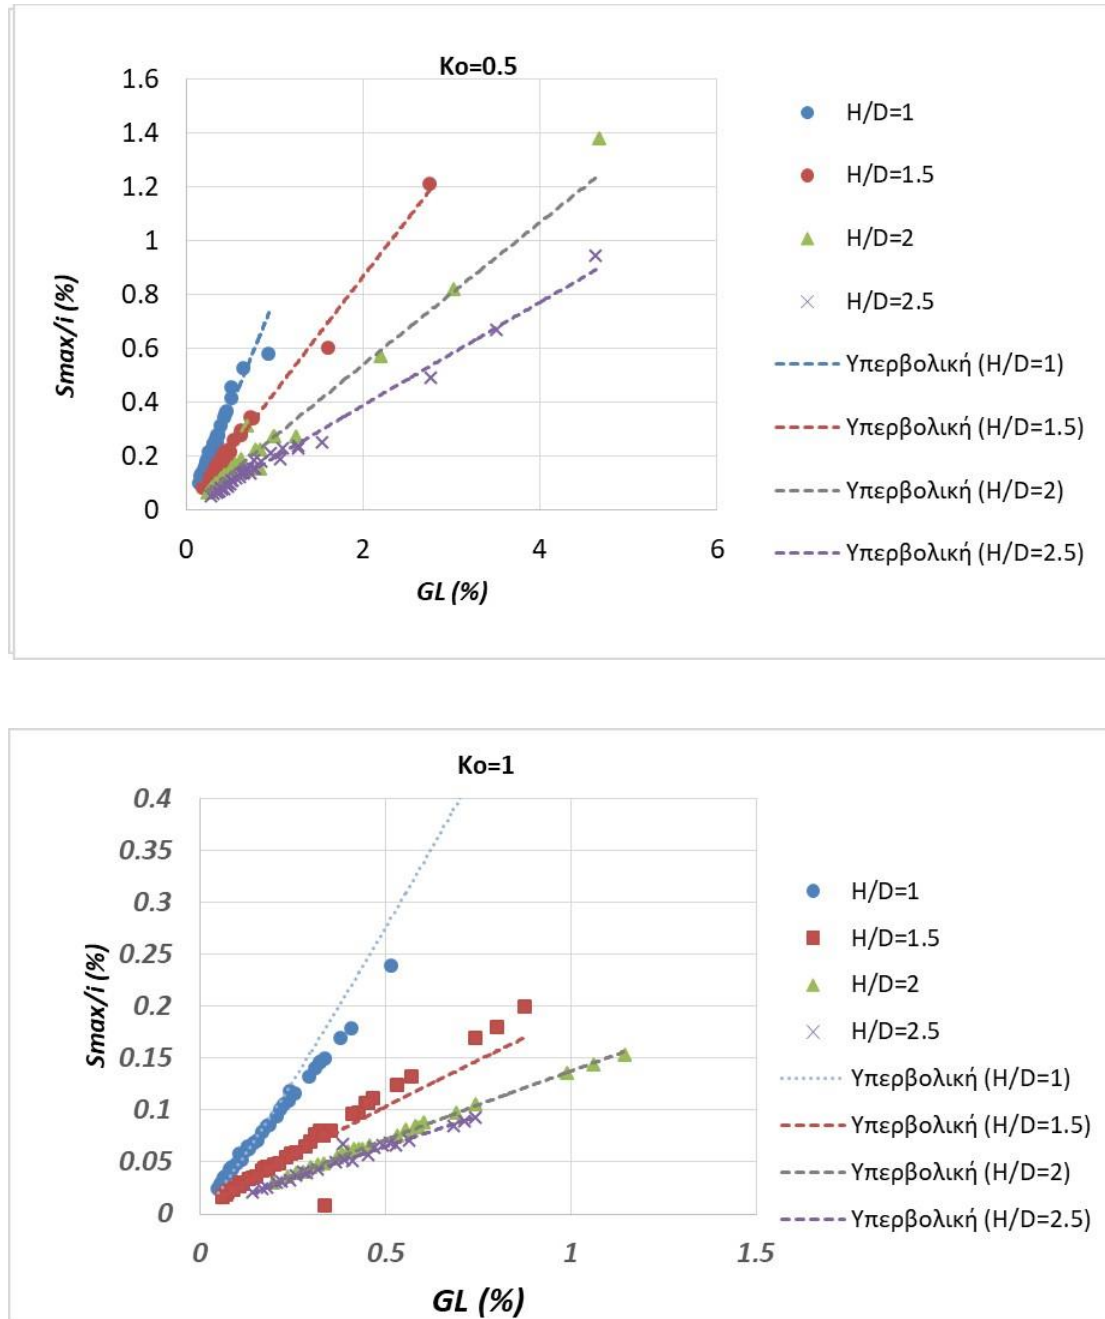 Ko=0.5
1.6
1.4
1.2
1
0.8
0.6
0.4
0.2
0
Smax/i (%)
0 2 4 6
GL (%)
H/D=1
H/D=1.5
H/D=2
H/D=2.5
Υπερβολική (H/D=1)
Υπερβολική (H/D=1.5)
Υπερβολική (H/D=2)
Υπερβολική (H/D=2.5)
Ko=1
0.4
0.35
0.3
0.25
0.2
0.15
0.1
0.05
0
Smax/i (%)
0 0.5 1 1.5
GL (%)
H/D=1
H/D=1.5
H/D=2
H/D=2.5
Υπερβολική (H/D=1)
Υπερβολική (H/D=1.5)
Υπερβολική (H/D=2)
Υπερβολική (H/D=2.5)